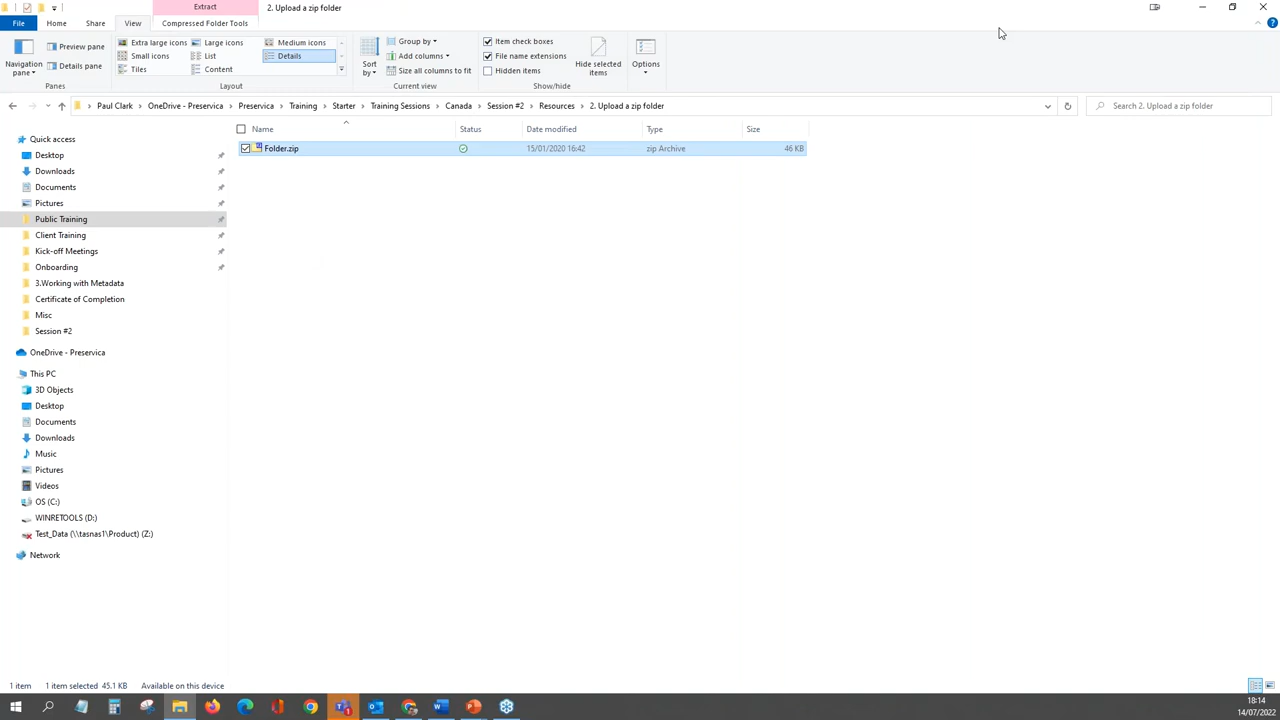 Extract
2. Upload a zip folder
File
Home
Share
View
Compressed Folder Tools
Navigation pane
Preview pane
Details pane
Panes
Extra large icons
Large icons
Medium icons
Small icons
List
Details
Tiles
Content
Layout
Sort by
Group by
Add columns
Size all columns to fit
Current view
Item check boxes
File name extensions
Hidden items
Hide selected items
Show/hide
Options
Paul Clark
OneDrive - Preservica
Preservica
Training
Starter
Training Sessions
Canada
Session #2
Resources
2. Upload a zip folder
Search 2. Upload a zip folder
Name
Status
Date modified
Type
Size
Folder.zip
15/01/2020 16:42
zip Archive
46 KB
Quick access
Desktop
Downloads
Documents
Pictures
Public Training
Client Training
Kick-off Meetings
Onboarding
3.Working with Metadata
Certificate of Completion
Misc
Session #2
OneDrive - Preservica
This PC
3D Objects
Desktop
Documents
Downloads
Music
Pictures
Videos
OS (C:)
WINRETOOLS (D:)
Test_Data (\\tasnas1\Product) (Z:)
Network
1 item
1 item selected 45.1 KB
Available on this device
18:14
14/07/2022